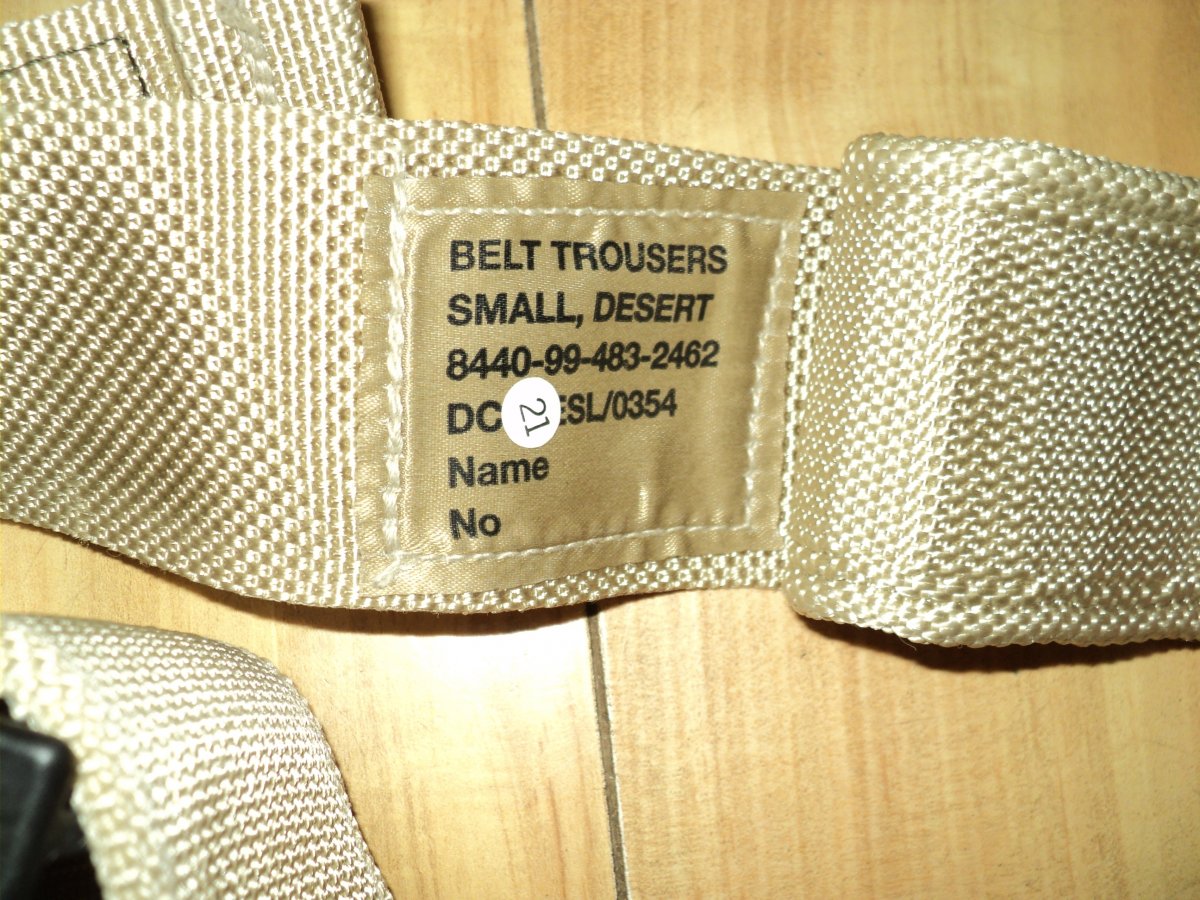 BELT TROUSERS
SMALL, DESERT
8440-99-483-2462
DC ESL/0354
21
Name
No